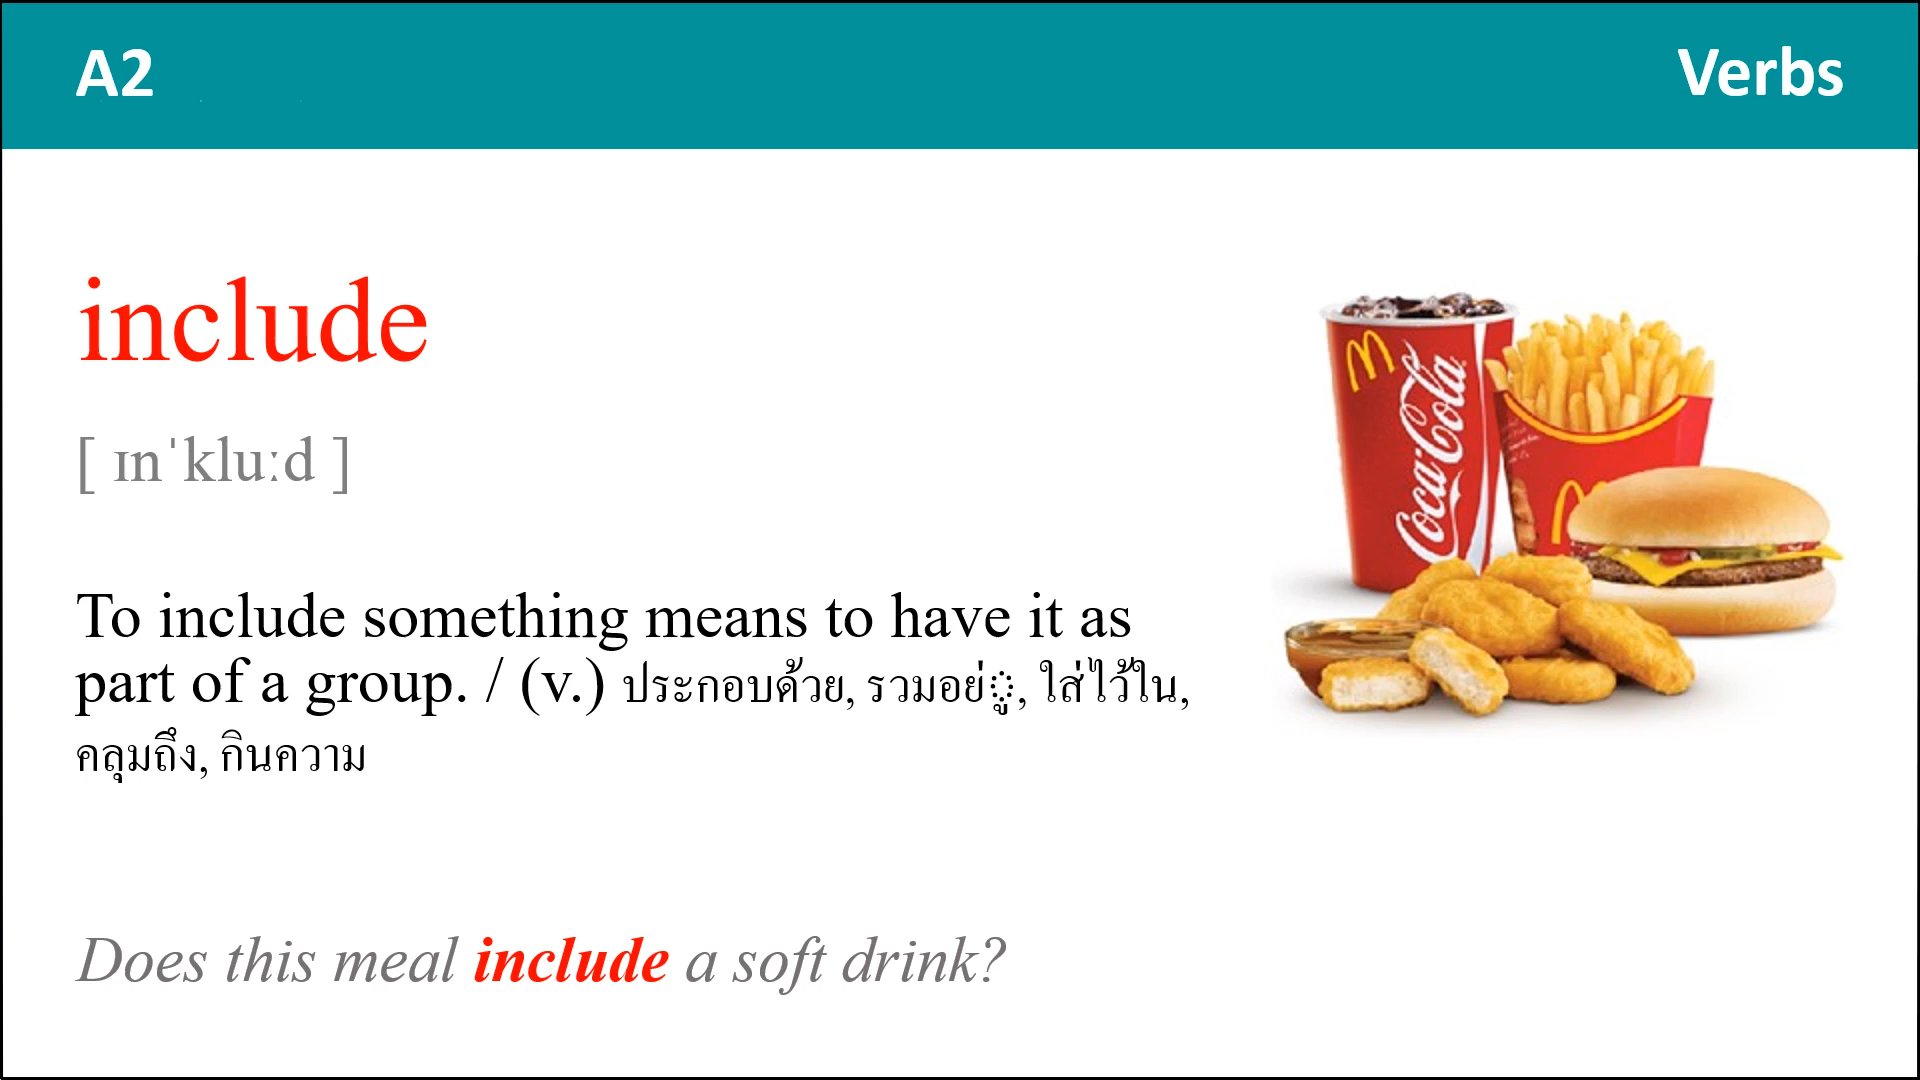 A2
Verbs
include
[ ɪnˈkluːd ]
To include something means to have it as
part of a group. / (v.) ประกอบด้วย, รวมอยู่, ใส่ไว้ใน,
คลุมถึง, กินความ
Coca-Cola
Does this meal include a soft drink?